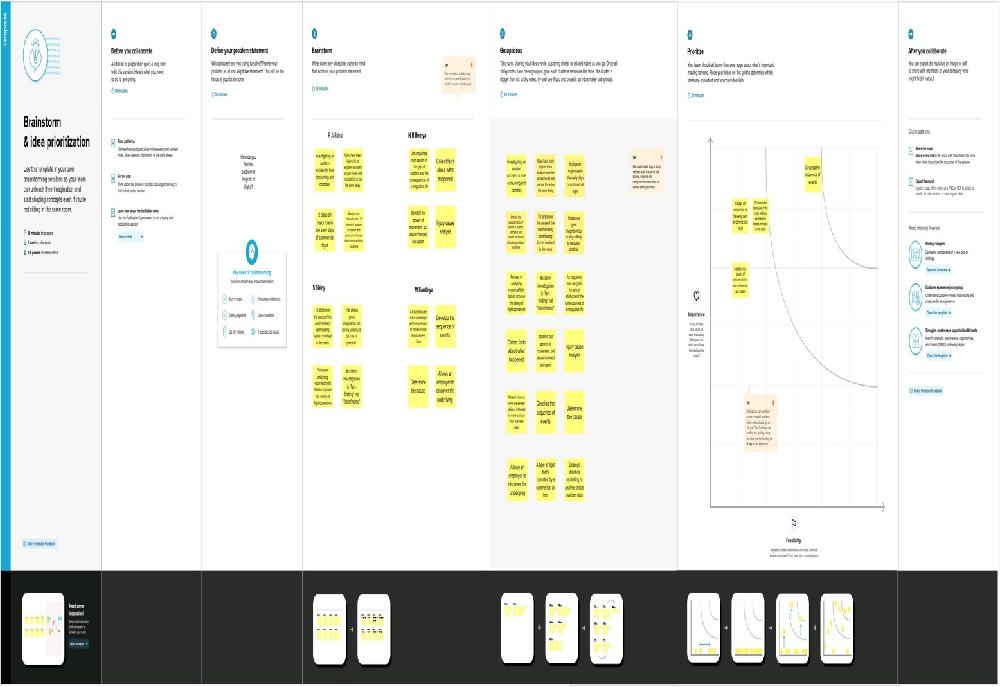 Template
Brainstorm
& idea prioritization
Use this template in your own
brainstorming sessions so your team
can unleash their imagination and
start shaping concepts even if you're
not sitting in the same room.
10 minutes to prepare
1 hour to collaborate
2-8 people recommended
Share template feedback
Need some
inspiration?
See a finished version
of this template to
kickstart your work.
Open example
Before you collaborate
A little bit of preparation goes a long way
with this session. Here's what you need
to do to get going.
10 minutes
A
Team gathering
Define who should participate in the session and send an
invite. Share relevant information or pre-work ahead.
B
Set the goal
Think about the problem you'll be focusing on solving in
the brainstorming session.
C
Learn how to use the facilitation tools
Use the Facilitation Superpowers to run a happy and
productive session.
Open article
1
Define your problem statement
What problem are you trying to solve? Frame your
problem as a How Might We statement. This will be the
focus of your brainstorm.
5 minutes
How do you
find the
problem in
tragedy of
flight ?
Key rules of brainstorming
To run an smooth and productive session
Stay in topic.
Encourage wild ideas.
Defer judgment.
Listen to others.
Go for volume.
If possible, be visual.
2
Brainstorm
Write down any ideas that come to mind
that address your problem statement.
10 minutes
TIP
You can select a sticky note
and hit the pencil [switch to
sketch] icon to start drawing!
R A Rahul
Investigating an
aviation
accident is time
consuming and
complex
If you have been
injured in an
airplane accident
or your loved one
has lost his or her
life don't delay
It plays an
major role in
the early days
of commercial
flight
Analyze the
characteristics of
historical aviation
accidents and
predict the future
direction of aviation
accidents
N R Remya
An anguished
man caught in
the grip of
addition and the
consequences of
a misguided life
Collect facts
about what
happened
boosted our
power of
movement, but
also enhanced
our vision
Injury cause
analysis
S Shiny
TO determine
the cause of the
crash and any
contributing
factors involved
in the crash
That shows
great
imagination but
is very unlikely to
be true or
practical
Process of
analysing
recorded flight
data to improve
the safety of
flight operations
Accident
investigation
is "fact-
finding" not
"falut-findind"
M Santhiya
A travel class on
some passenger
airliners intended
to more luxrious
then business
class
Develop the
sequence of
events
Determine
the cause
Allows an
employer to
discover the
underlying
3
Group ideas
Take turns sharing your ideas while clustering similar or related notes as you go. Once all
sticky notes have been grouped, give each cluster a sentence-like label. If a cluster is
bigger than six sticky notes, try and see if you and break it up into smaller sub-groups.
20 minutes
TIP
Add customizable tags to sticky
notes to make it easier to find,
browse, organize, and
categorize important ideas as
themes within your mural.
Investigating an
aviation
accident is time
consuming and
complex
If you have been
injured in an
airplane accident
or your loved one
has lost his or her
life don't delay
It plays an
major role in
the early days
of commercial
flight
Analyze the
characteristics of
historical aviation
accidents and
predict the future
direction of aviation
accidents
TO determine
the cause of the
crash and any
contributing
factors involved
in the crash
That shows
great
imagination but
is very unlikely
to be true or
practical
Process of
analysing
recorded flight
data to improve
the safety of
flight operations
Accident
investigation
is "fact-
finding" not
"falut-findind"
An anguished
man caught in
the grip of
addition and the
consequences of
a misguided life
Collect facts
about what
happened
boosted our
power of
movement, but
also enhanced
our vision
Injury cause
analysis
A travel class on
some passenger
airliners intended
to more luxrious
then business
class
Develop the
sequence of
events
Determine
the cause
Allows an
employer to
discover the
underlying
A type of flight
that's
operated by a
commerical air
line
Deploys
statistical
modelling to
analyse critical
aviation data
4
Prioritize
Your team should all be on the same page about what's important
moving forward. Place your ideas on this grid to determine which
ideas are important and which are feasible.
20 minutes
Develop the
sequence of
events
It plays an
major role in
the early days
of commercial
flight
TO determine
the cause of the
crash and any
contributing
factors involved
in the crash
boosted our
power of
movement, but
also enhanced
our vision
Importance
If each of these
tasks could get
done without any
difficulty or cost,
which would have
the most positive
impact?
TIP
Participants can use their
cursors to point at where
sticky notes should go on
the grid. The facilitator can
confirm the spot by using
the laser pointer holding the
H key on the keyboard.
Feasibility
Regardless of their importance, which tasks are more
feasible than others? (Cost, time, effort, complexity, etc.)
After you collaborate
You can export the mural as an image or pdf
to share with members of your company who
might find it helpful.
Quick add-ons
A
Share the mural
Share a view link to the mural with stakeholders to keep
them in the loop about the outcomes of the session.
B
Export the mural
Export a copy of the mural as a PNG or PDF to attach to
emails, include in slides, or save in your drive.
Keep moving forward
Strategy blueprint
Define the components of a new idea or
strategy.
Open the template
Customer experience journey map
Understand customer needs, motivations, and
obstacles for an experience.
Open the template
Strengths, weaknesses, opportunities & threats
Identify strengths, weaknesses, opportunities,
and threats (SWOT) to develop a plan.
Open the template
Share template feedback